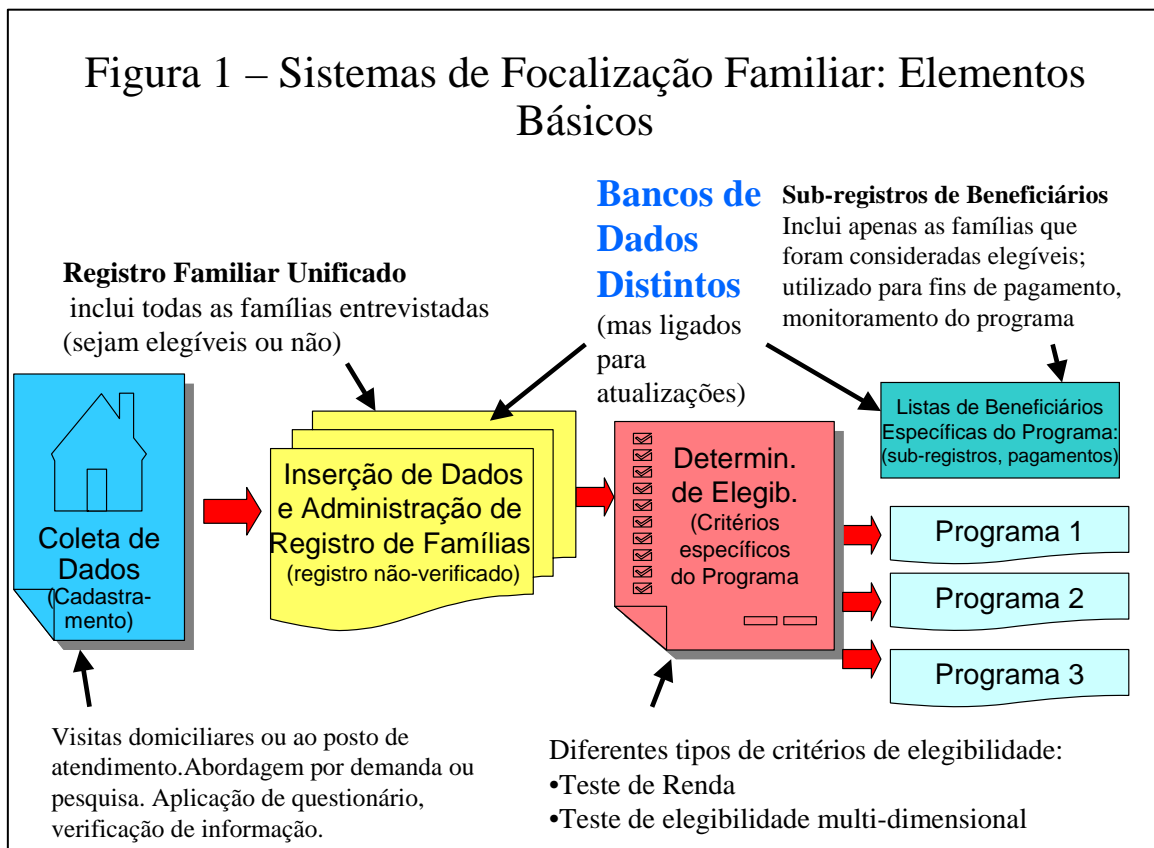 Figura 1 – Sistemas de Focalização Familiar: Elementos
Básicos
Registro Familiar Unificado
inclui todas as famílias entrevistadas
(sejam elegíveis ou não)
Bancos de
Dados
Distintos
(mas ligados
para
atualizações)
Sub-registros de Beneficiários
Inclui apenas as famílias que
foram consideradas elegíveis;
utilizado para fins de pagamento,
monitoramento do programa
Coleta de
Dados
(Cadastra-
mento)
Inserção de Dados
e Administração de
Registro de Famílias
(registro não-verificado)
Determin.
de Elegib.
(Critérios
específicos
do Programa
Listas de Beneficiários
Específicas do Programa:
(sub-registros, pagamentos)
Programa 1
Programa 2
Programa 3
Visitas domiciliares ou ao posto de
atendimento.Abordagem por demanda ou
pesquisa. Aplicação de questionário,
verificação de informação.
Diferentes tipos de critérios de elegibilidade:
•Teste de Renda
•Teste de elegibilidade multi-dimensional